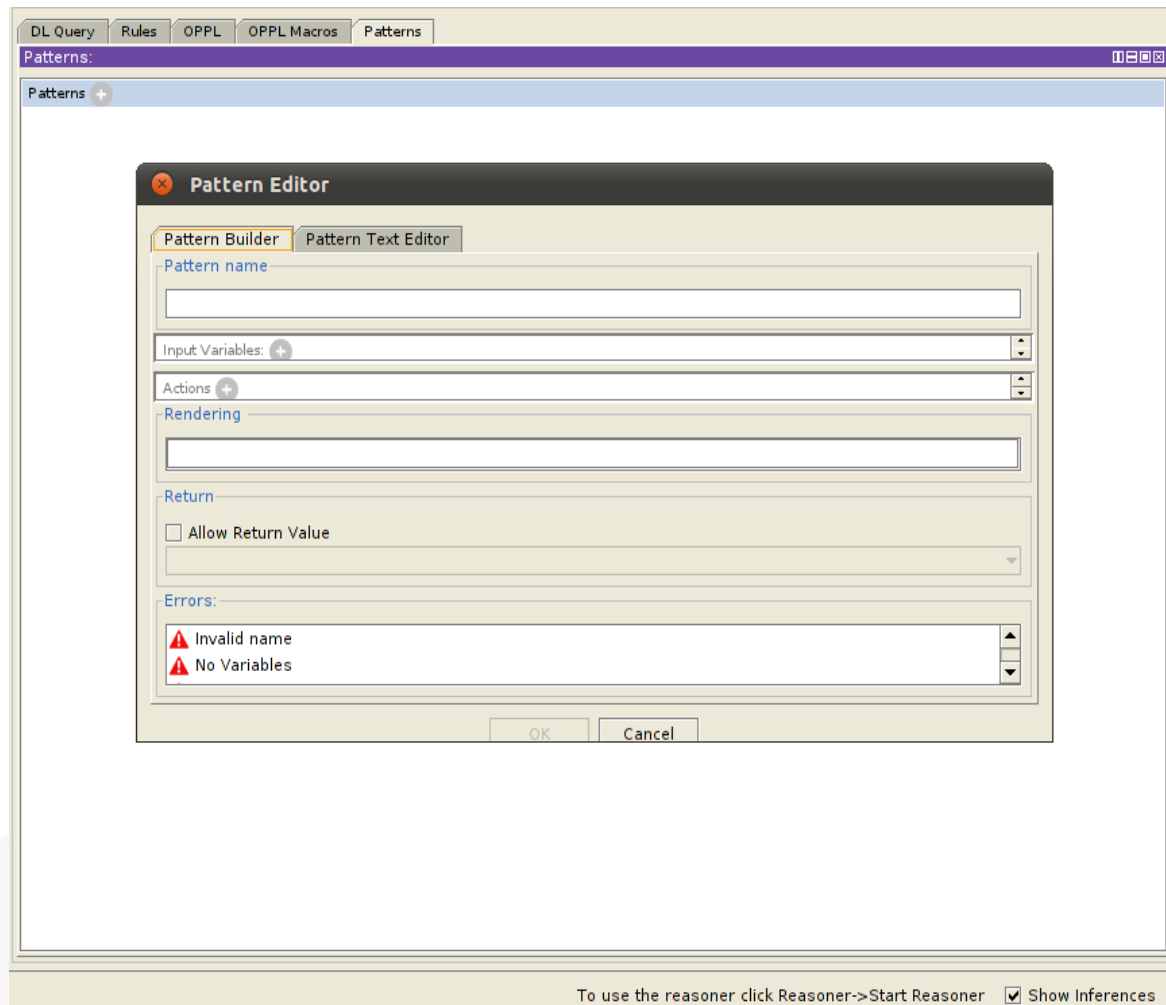 DL Query Rules OPPL OPPL Macros Patterns
Patterns:
Patterns
Pattern Editor
Pattern Builder Pattern Text Editor
Pattern name
Input Variables:
Actions
Rendering
Return
Allow Return Value
Errors:
Invalid name
No Variables
OK Cancel
To use the reasoner click Reasoner->Start Reasoner Show Inferences